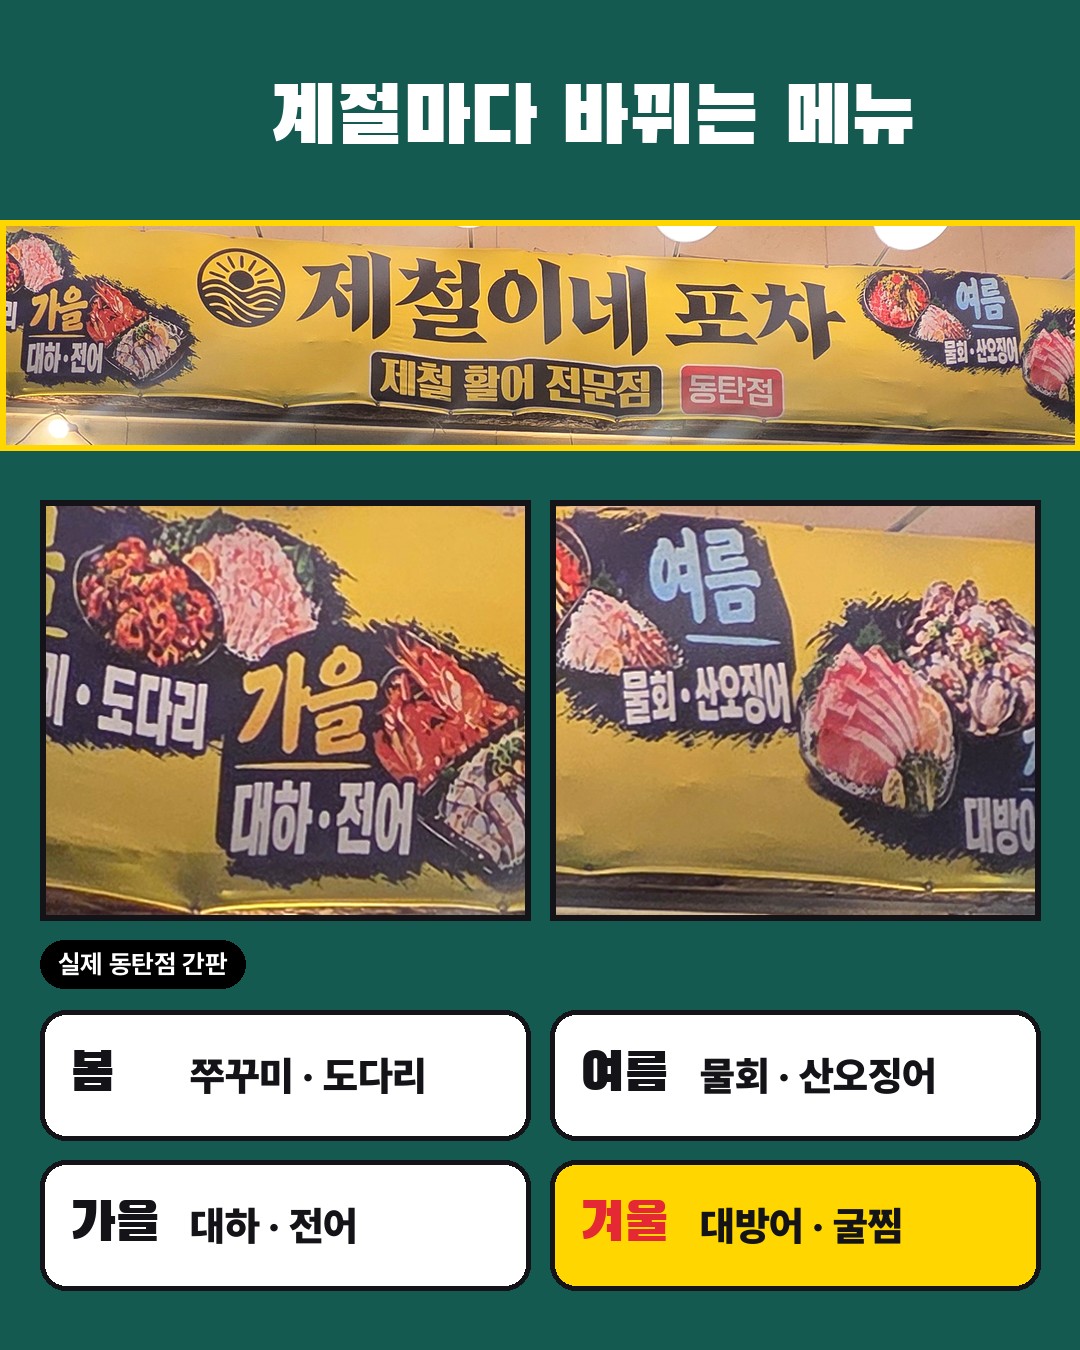 계절마다 바뀌는 메뉴
가을
대하·전어
제철이네 포차
제철 활어 전문점
동탄점
여름
물회·산오징어
미·도다리
가을
대하·전어
여름
물회·산오징어
대방어
실제 동탄점 간판
봄 쭈꾸미 · 도다리
여름 물회 · 산오징어
가을 대하 · 전어
겨울 대방어 · 굴찜